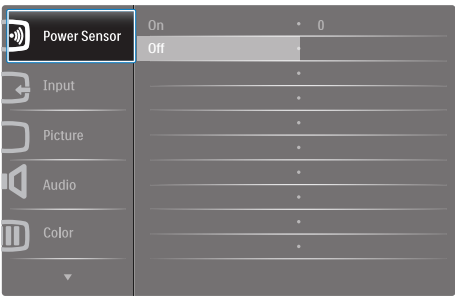 Power Sensor
Input
Picture
Audio
Color
On • 0
Off •
•
•
•
•
•
•
•
•